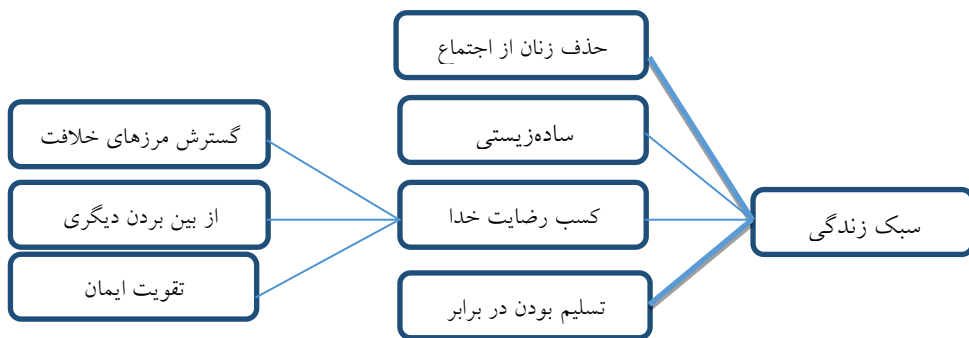 سبک زندگی
حذف زنان از اجتماع
ساده‌زیستی
کسب رضایت خدا
تسلیم بودن در برابر
گسترش مرزهای خلافت
از بین بردن دیگری
تقویت ایمان